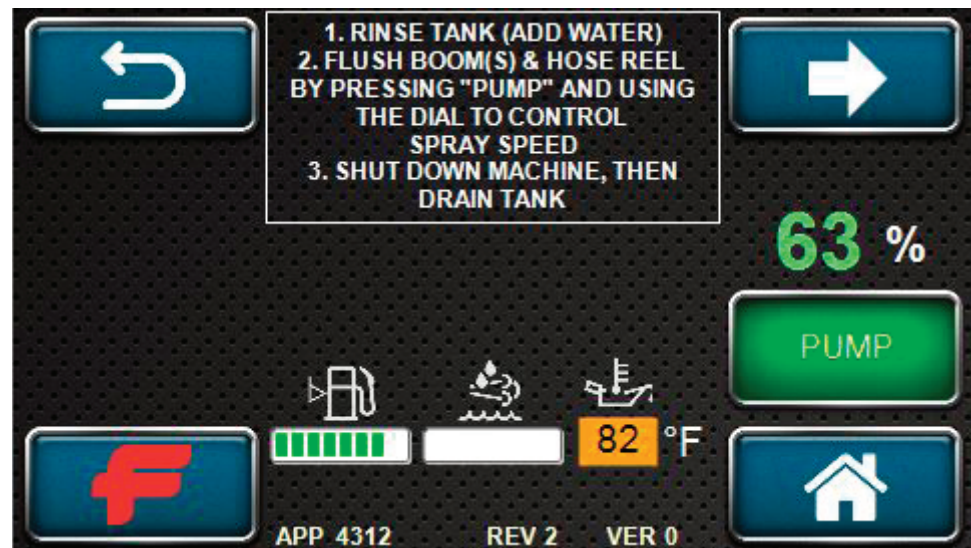 1. RINSE TANK (ADD WATER)
2. FLUSH BOOM(S) & HOSE REEL
BY PRESSING "PUMP" AND USING
THE DIAL TO CONTROL
SPRAY SPEED
3. SHUT DOWN MACHINE, THEN
DRAIN TANK
63 %
PUMP
82 °F
APP 4312 REV 2 VER 0